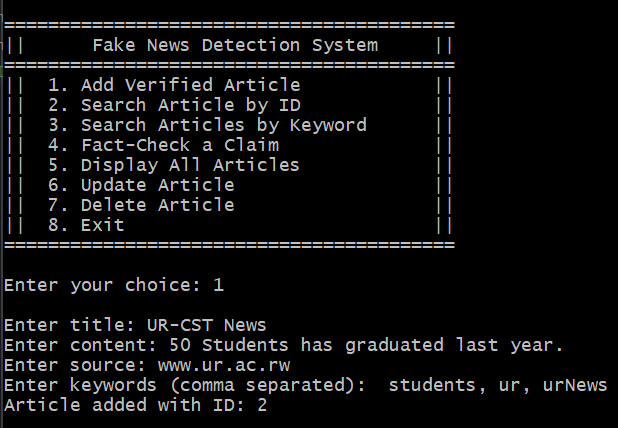 =========================================
||      Fake News Detection System     ||
=========================================
||  1. Add Verified Article            ||
||  2. Search Article by ID            ||
||  3. Search Articles by Keyword      ||
||  4. Fact-Check a Claim              ||
||  5. Display All Articles            ||
||  6. Update Article                  ||
||  7. Delete Article                  ||
||  8. Exit                            ||
=========================================
Enter your choice: 1
Enter title: UR-CST News
Enter content: 50 Students has graduated last year.
Enter source: www.ur.ac.rw
Enter keywords (comma separated):  students, ur, urNews
Article added with ID: 2